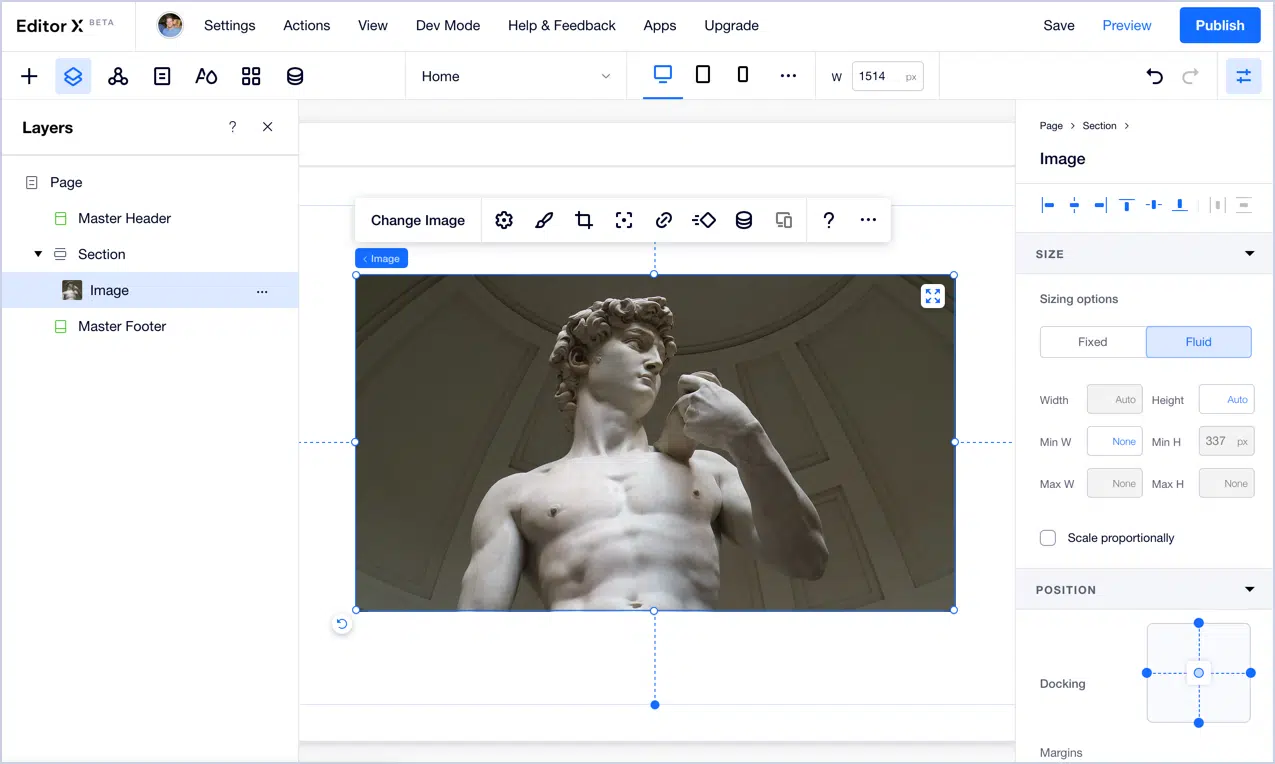 Editor X BETA Settings Actions View Dev Mode Help & Feedback Apps Upgrade Save Preview Publish
Home W 1514 px
Layers ?
Page
Master Header
Section
Image
Master Footer
Change Image ?
Image
Page > Section >
Image
SIZE
Sizing options
Fixed Fluid
Width Auto Height Auto
Min W None Min H 337 px
Max W None Max H None
Scale proportionally
POSITION
Docking
Margins